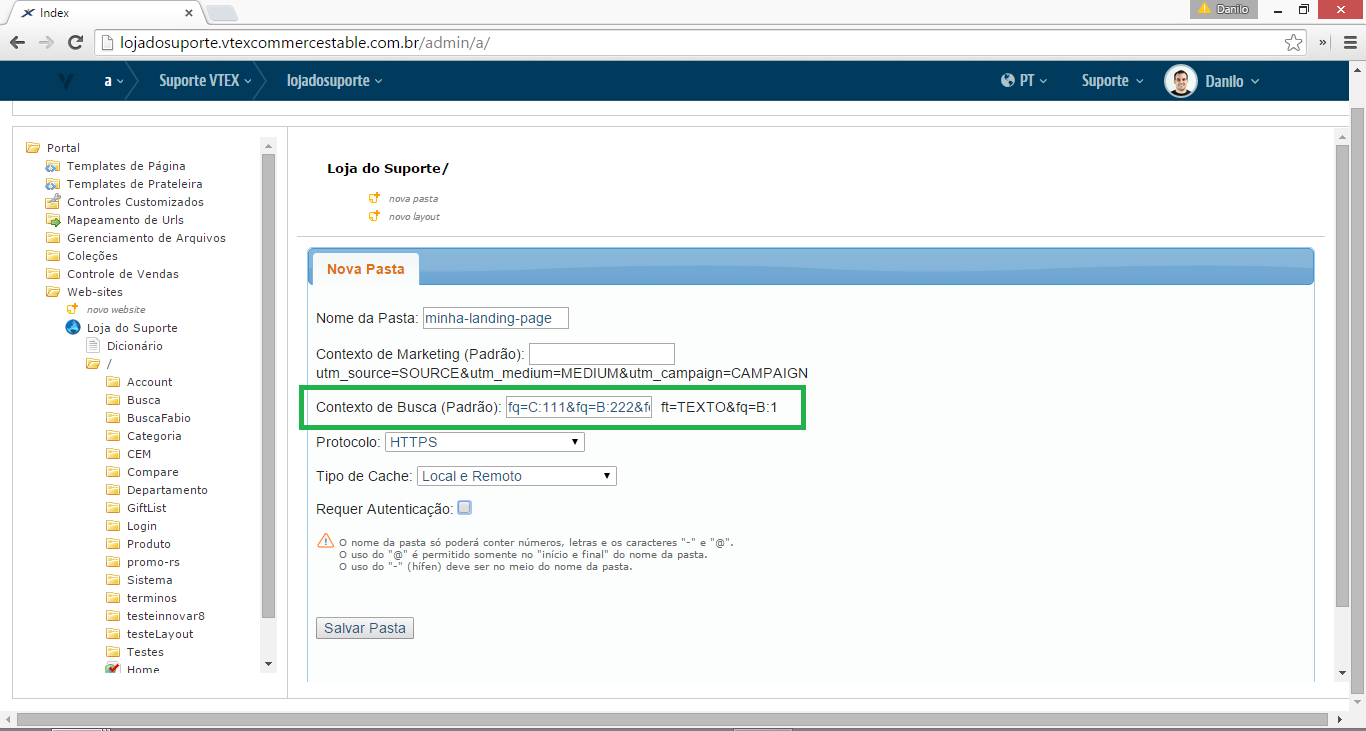 Index
Danilo
lojadosuporte.vtexcommercestable.com.br/admin/a/
a
Suporte VTEX
lojadosuporte
PT
Suporte
Danilo
Portal
Templates de Página
Templates de Prateleira
Controles Customizados
Mapeamento de Urls
Gerenciamento de Arquivos
Coleções
Controle de Vendas
Web-sites
novo website
Loja do Suporte
Dicionário
/
Account
Busca
BuscaFabio
Categoria
CEM
Compare
Departamento
GiftList
Login
Produto
promo-rs
Sistema
terminos
testeinnovar8
testeLayout
Testes
Home
Loja do Suporte/
nova pasta
novo layout
Nova Pasta
Nome da Pasta: minha-landing-page
Contexto de Marketing (Padrão):
utm_source=SOURCE&utm_medium=MEDIUM&utm_campaign=CAMPAIGN
Contexto de Busca (Padrão): fq=C:111&fq=B:222&f ft=TEXTO&fq=B:1
Protocolo: HTTPS
Tipo de Cache: Local e Remoto
Requer Autenticação:
O nome da pasta só poderá conter números, letras e os caracteres "-" e "@".
O uso do "@" é permitido somente no "início e final" do nome da pasta.
O uso do "-" (hífen) deve ser no meio do nome da pasta.
Salvar Pasta